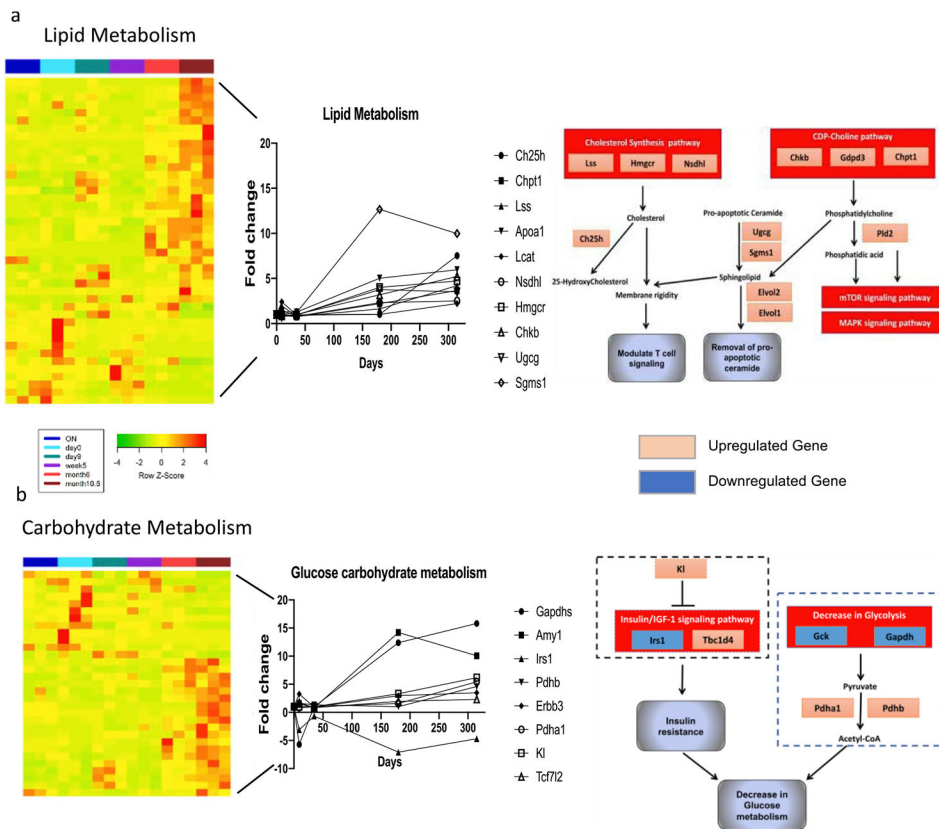 a
Lipid Metabolism
Lipid Metabolism
20
15
10
5
0
Fold change
0 50 100 150 200 250 300
Days
Ch25h
Chpt1
Lss
Apoa1
Lcat
Nsdhl
Hmgcr
Chkb
Ugcg
Sgms1
Cholesterol Synthesis pathway
Lss Hmgcr Nsdhl
CDP-Choline pathway
Chkb Gdpd3 Chpt1
Cholesterol
Pro-apoptotic Ceramide
Phosphatidylcholine
Ch25h
Ugcg
Sgms1
Pld2
Phosphatidic acid
25-HydroxyCholesterol
Sphingolipid
Membrane rigidity
Elvol2
Elvol1
mTOR signaling pathway
MAPK signaling pathway
Modulate T cell
signaling
Removal of pro-
apoptotic
ceramide
ON
day0
day9
week5
month6
month10.5
-4 -2 0 2 4
Row Z-Score
Upregulated Gene
Downregulated Gene
b
Carbohydrate Metabolism
Glucose carbohydrate metabolism
20
15
10
5
0
-5
-10
Fold change
50 100 150 200 250 300
Days
Gapdhs
Amy1
Irs1
Pdhb
Erbb3
Pdha1
Kl
Tcf7l2
Kl
Insulin/IGF-1 signaling pathway
Irs1 Tbc1d4
Insulin
resistance
Decrease in Glycolysis
Gck Gapdh
Pyruvate
Pdha1 Pdhb
Acetyl-CoA
Decrease in
Glucose
metabolism